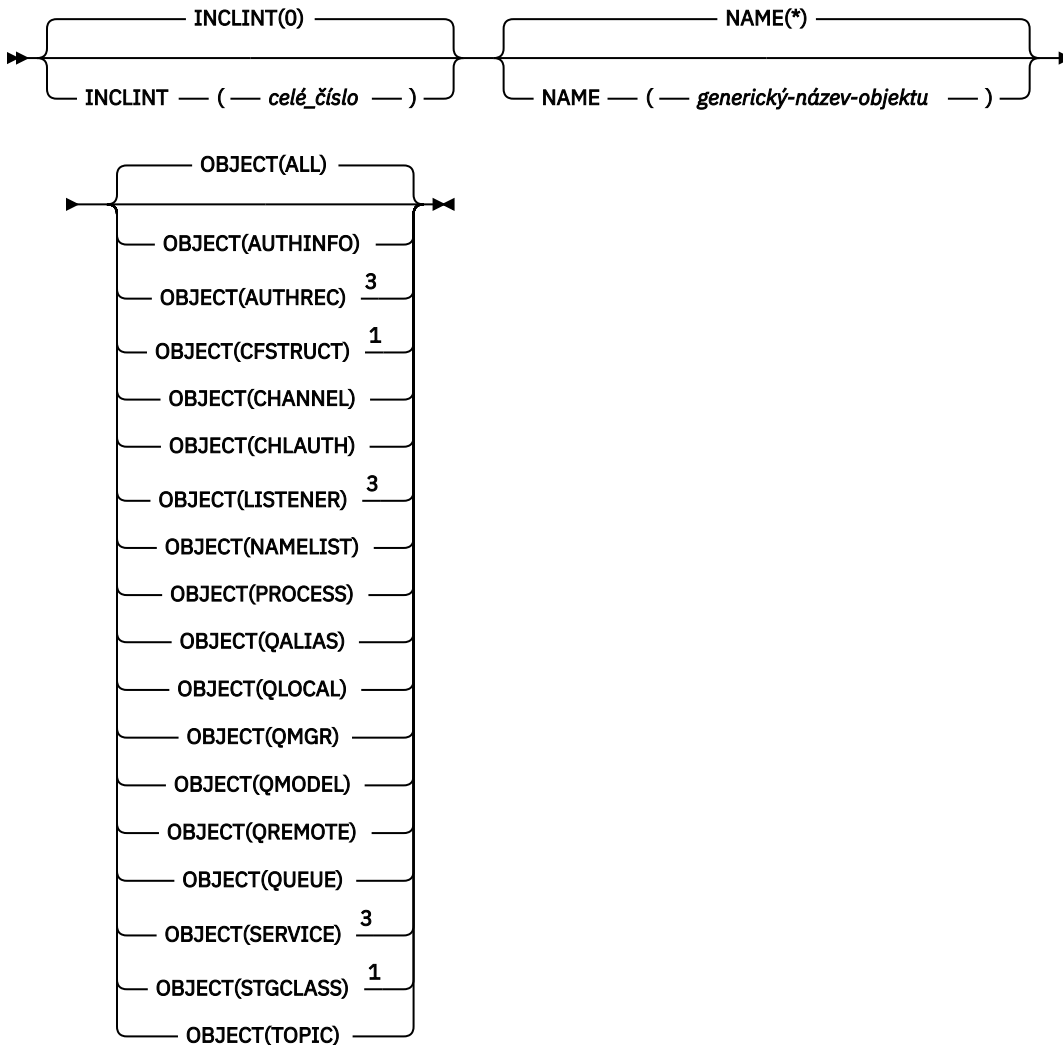 INCLINT(0) NAME(*)
INCLINT ( celé_číslo ) NAME ( generický-název-objektu )
OBJECT(ALL)
OBJECT(AUTHINFO)
OBJECT(AUTHREC) 3
OBJECT(CFSTRUCT) 1
OBJECT(CHANNEL)
OBJECT(CHLAUTH)
OBJECT(LISTENER) 3
OBJECT(NAMELIST)
OBJECT(PROCESS)
OBJECT(QALIAS)
OBJECT(QLOCAL)
OBJECT(QMGR)
OBJECT(QMODEL)
OBJECT(QREMOTE)
OBJECT(QUEUE)
OBJECT(SERVICE) 3
OBJECT(STGCLASS) 1
OBJECT(TOPIC)